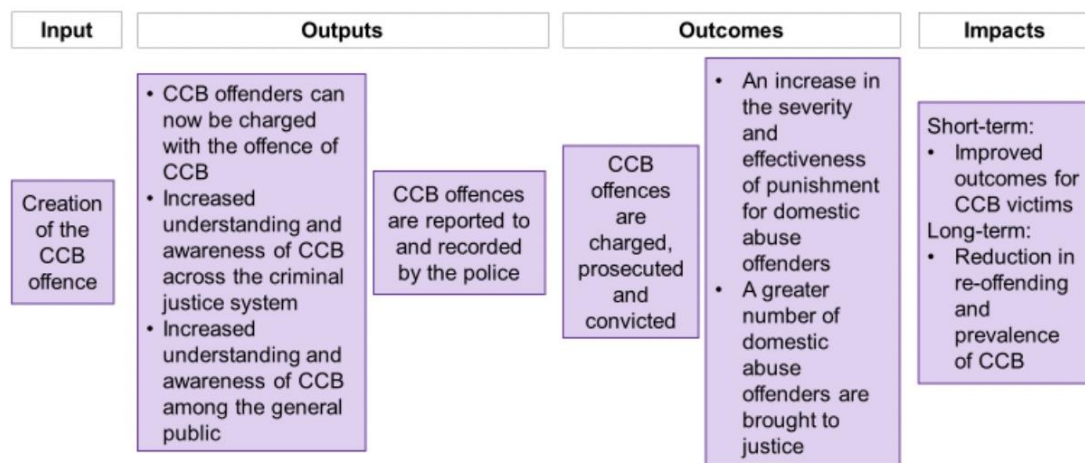 Input
Outputs
Outcomes
Impacts
Creation
of the
CCB
offence
• CCB offenders can
now be charged
with the offence of
CCB
• Increased
understanding and
awareness of CCB
across the criminal
justice system
• Increased
understanding and
awareness of CCB
among the general
public
CCB offences
are reported to
and recorded
by the police
CCB
offences
are
charged,
prosecuted
and
convicted
• An increase in
the severity
and
effectiveness
of punishment
for domestic
abuse
offenders
• A greater
number of
domestic
abuse
offenders are
brought to
justice
Short-term:
• Improved
outcomes for
CCB victims
Long-term:
• Reduction in
re-offending
and
prevalence
of CCB